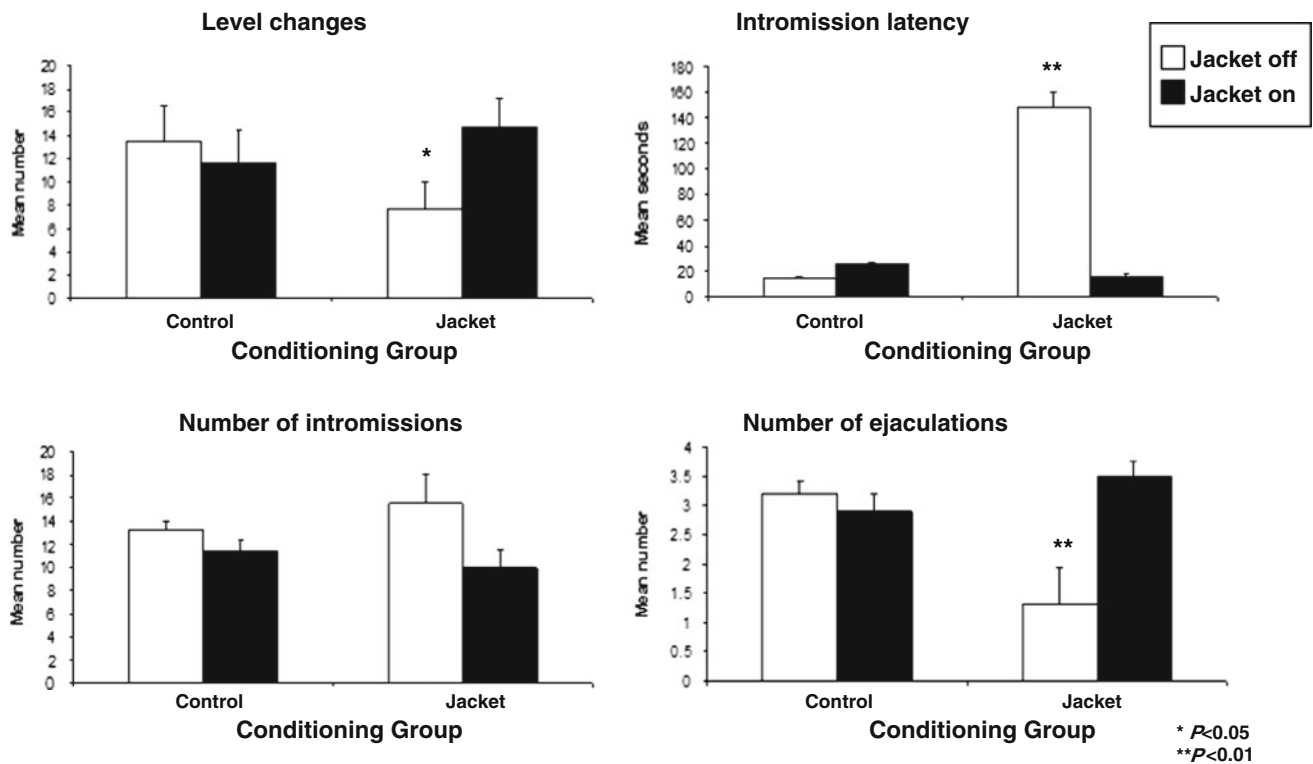 Level changes
20
18
16
14
12
10
8
6
4
2
0
Mean number
*
Control
Jacket
Conditioning Group
Intromission latency
180
160
140
120
100
80
60
40
20
0
Mean seconds
**
Control
Jacket
Conditioning Group
Jacket off
Jacket on
Number of intromissions
20
18
16
14
12
10
8
6
4
2
0
Mean number
Control
Jacket
Conditioning Group
Number of ejaculations
4
3.5
3
2.5
2
1.5
1
0.5
0
Mean number
**
Control
Jacket
Conditioning Group
* P<0.05
**P<0.01